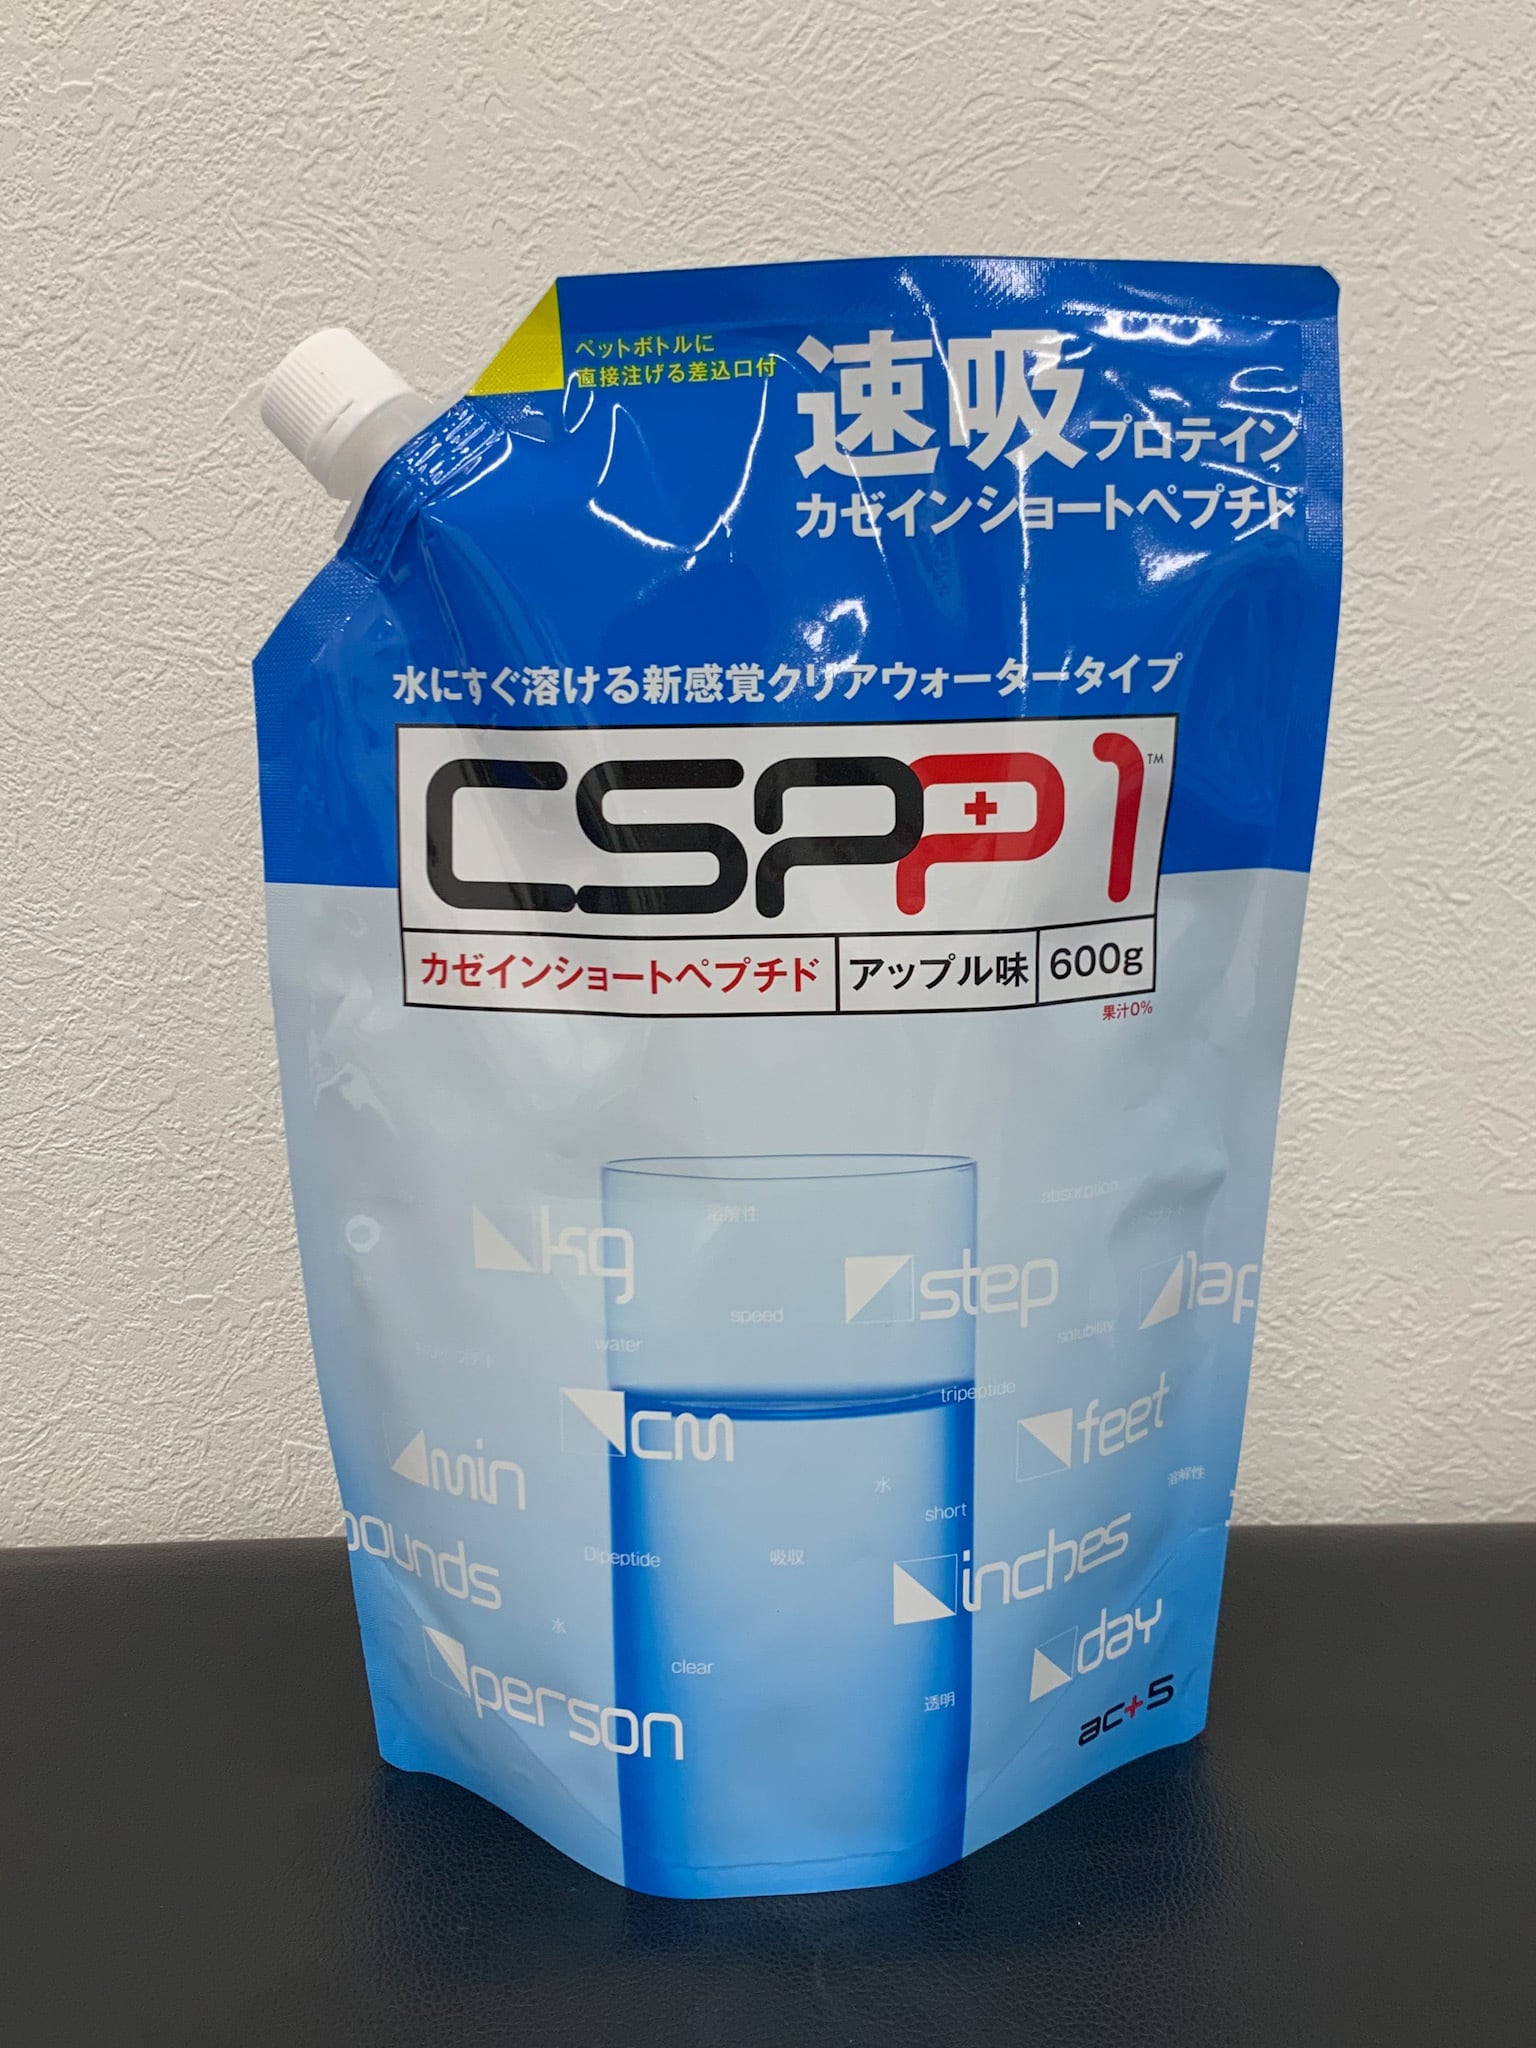 ペットボトルに
直接注げる差込口付
速吸プロテイン
カゼインショートペプチド
水にすぐ溶ける新感覚クリアウォータータイプ
CSPP1™
カゼインショートペプチド アップル味 600g
果汁0%
absorption
溶解性
kg
step
lap
speed
water
solubility
tripeptide
cm
feet
min
水
溶解性
short
pounds
Dipeptide
吸収
inches
水
day
clear
person
透明
ac+5